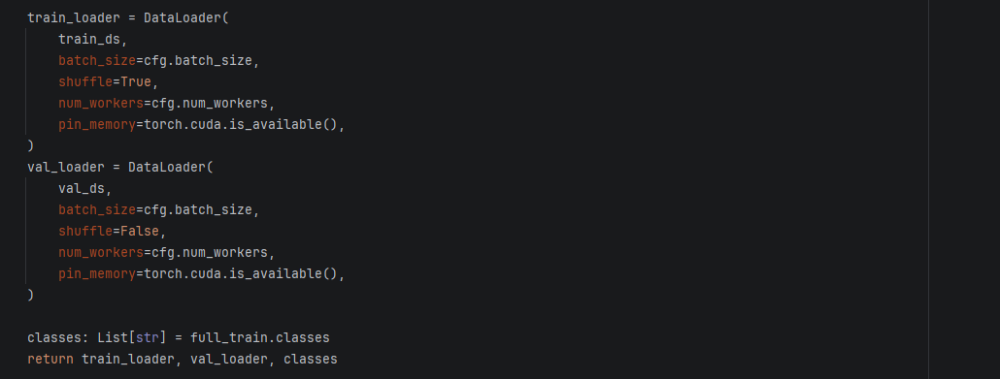 train_loader = DataLoader(
    train_ds,
    batch_size=cfg.batch_size,
    shuffle=True,
    num_workers=cfg.num_workers,
    pin_memory=torch.cuda.is_available(),
)
val_loader = DataLoader(
    val_ds,
    batch_size=cfg.batch_size,
    shuffle=False,
    num_workers=cfg.num_workers,
    pin_memory=torch.cuda.is_available(),
)

classes: List[str] = full_train.classes
return train_loader, val_loader, classes